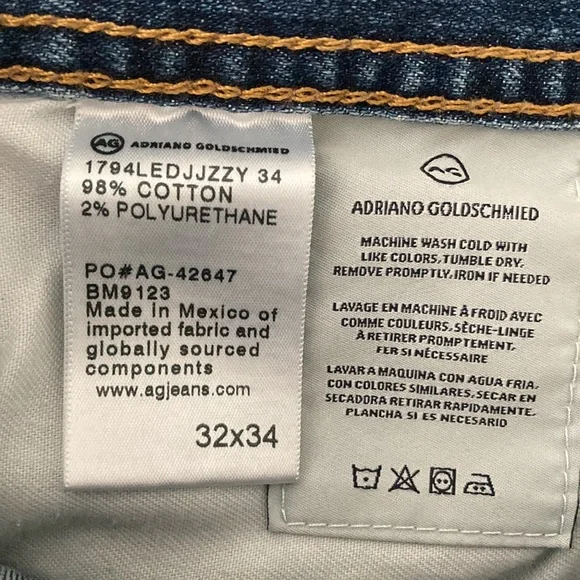 AG ADRIANO GOLDSCHMIED
1794LEDJJZZY 34
98% COTTON
2% POLYURETHANE
PO#AG-42647
BM9123
Made in Mexico of
imported fabric and
globally sourced
components
www.agjeans.com
32x34
ADRIANO GOLDSCHMIED
MACHINE WASH COLD WITH
LIKE COLORS, TUMBLE DRY,
REMOVE PROMPTLY, IRON IF NEEDED
LAVAGE EN MACHINE À FROID AVEC
COMME COULEURS, SÈCHE-LINGE
À RETIRER PROMPTEMENT,
FER SI NÉCESSAIRE
LAVAR A MAQUINA CON AGUA FRIA,
CON COLORES SIMILARES, SECAR EN
SECADORA RETIRAR RAPIDAMENTE,
PLANCHA SI ES NECESARIO